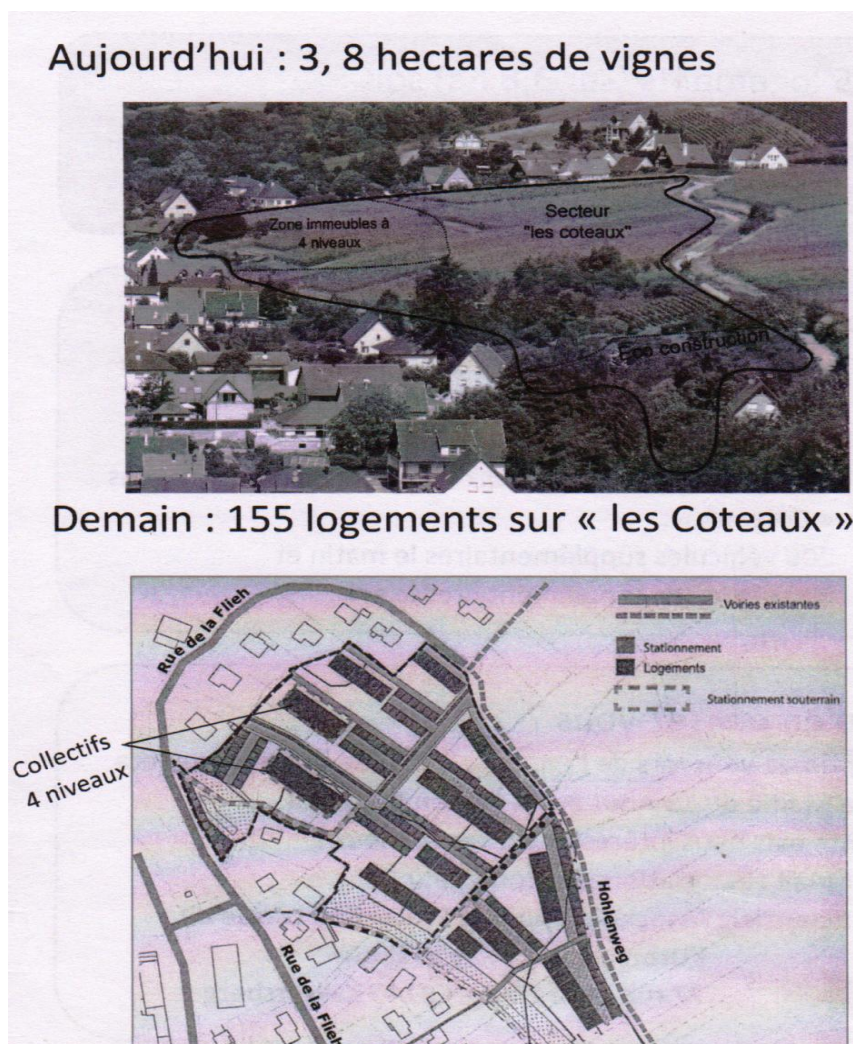 Aujourd'hui : 3, 8 hectares de vignes
Zone immeubles à
4 niveaux
Secteur
"les coteaux"
Eco construction
Demain : 155 logements sur « les Coteaux »
Rue de la Flieh
Voiries existantes
Stationnement
Logements
Stationnement souterrain
Collectifs
4 niveaux
Hohlenweg
Rue de la Flieh